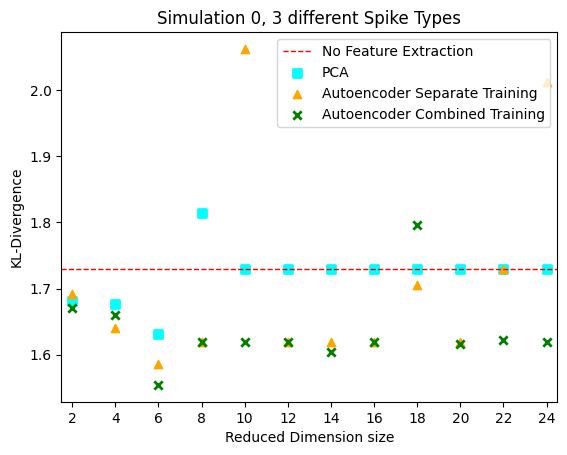 Simulation 0, 3 different Spike Types
No Feature Extraction
PCA
Autoencoder Separate Training
Autoencoder Combined Training
KL-Divergence
2.0
1.9
1.8
1.7
1.6
2 4 6 8 10 12 14 16 18 20 22 24
Reduced Dimension size